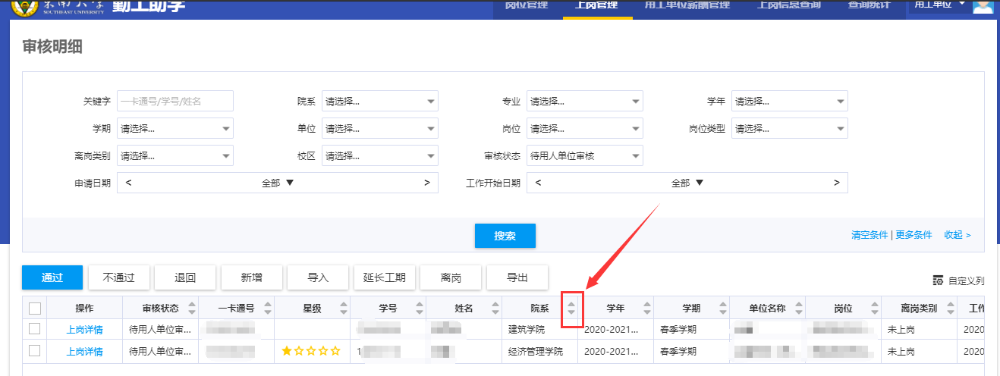 東南大学 勤工助学 岗位管理 上岗管理 用工单位薪酬管理 上岗信息查询 查询统计 用工单位
SOUTHEAST UNIVERSITY
审核明细
关键字 一卡通号/学号/姓名 院系 请选择... 专业 请选择... 学年 请选择...
学期 请选择... 单位 请选择... 岗位 请选择... 岗位类型 请选择...
离岗类别 请选择... 校区 请选择... 审核状态 待用人单位审核
申请日期 < 全部 ▼ > 工作开始日期 < 全部 ▼ >
搜索 清空条件 | 更多条件 收起 >
通过 不通过 退回 新增 导入 延长工期 离岗 导出 自定义列
操作 审核状态 一卡通号 星级 学号 姓名 院系 学年 学期 单位名称 岗位 离岗类别 工作
上岗详情 待用人单位审... 建筑学院 2020-2021... 春季学期 未上岗 2020
上岗详情 待用人单位审... 1 经济管理学院 2020-2021... 春季学期 未上岗 2020